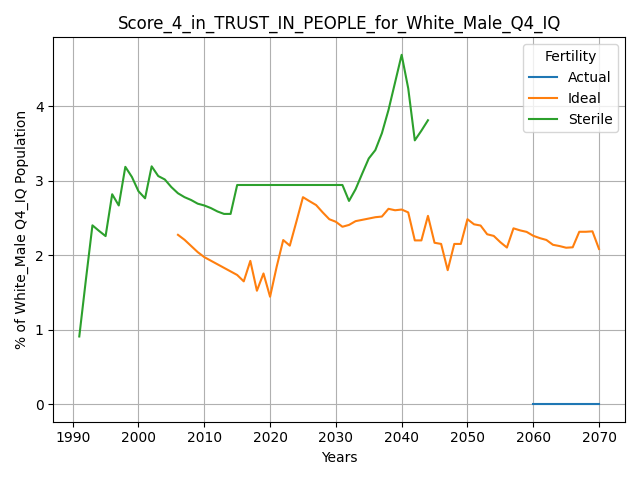 Score_4_in_TRUST_IN_PEOPLE_for_White_Male_Q4_IQ
% of White_Male Q4_IQ Population
4
3
2
1
0
Fertility
Actual
Ideal
Sterile
1990 2000 2010 2020 2030 2040 2050 2060 2070
Years